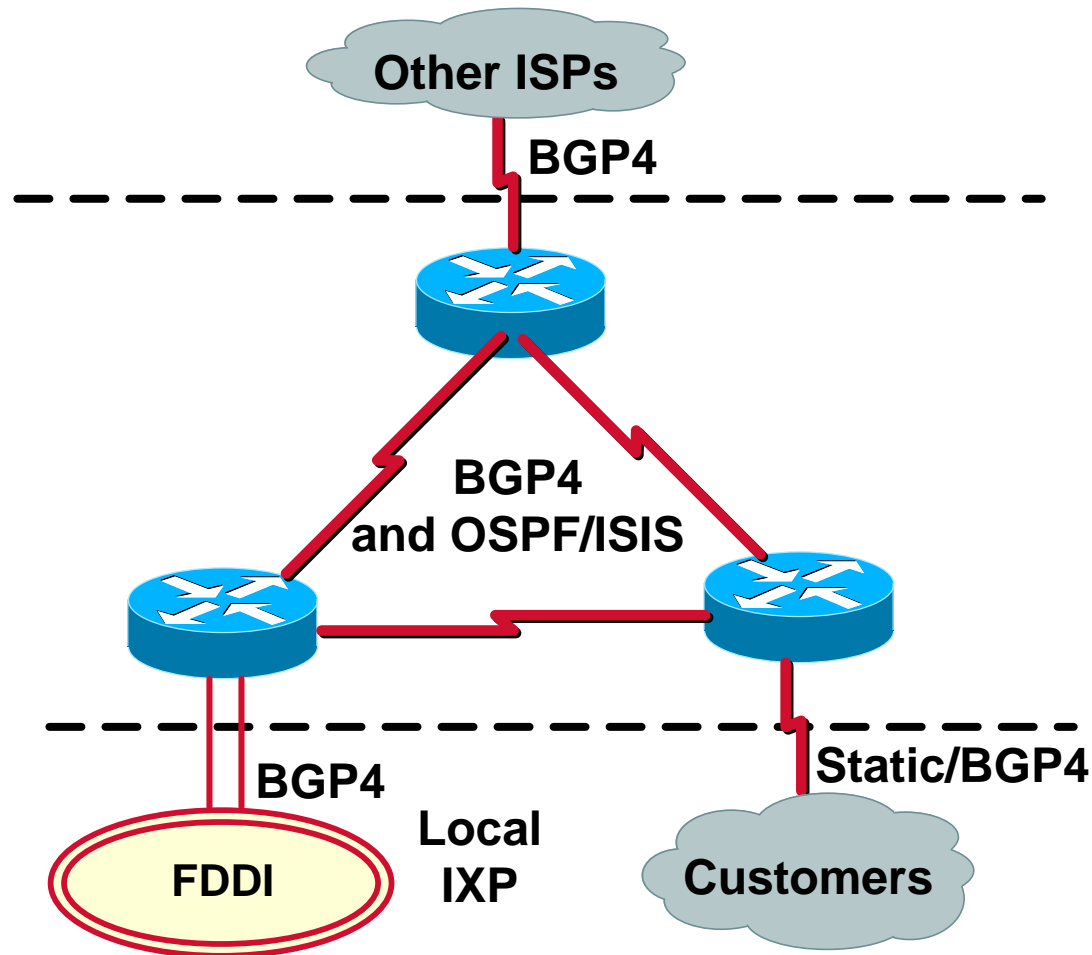 Other ISPs
BGP4
BGP4
and OSPF/ISIS
Static/BGP4
BGP4
Local
IXP
FDDI
Customers